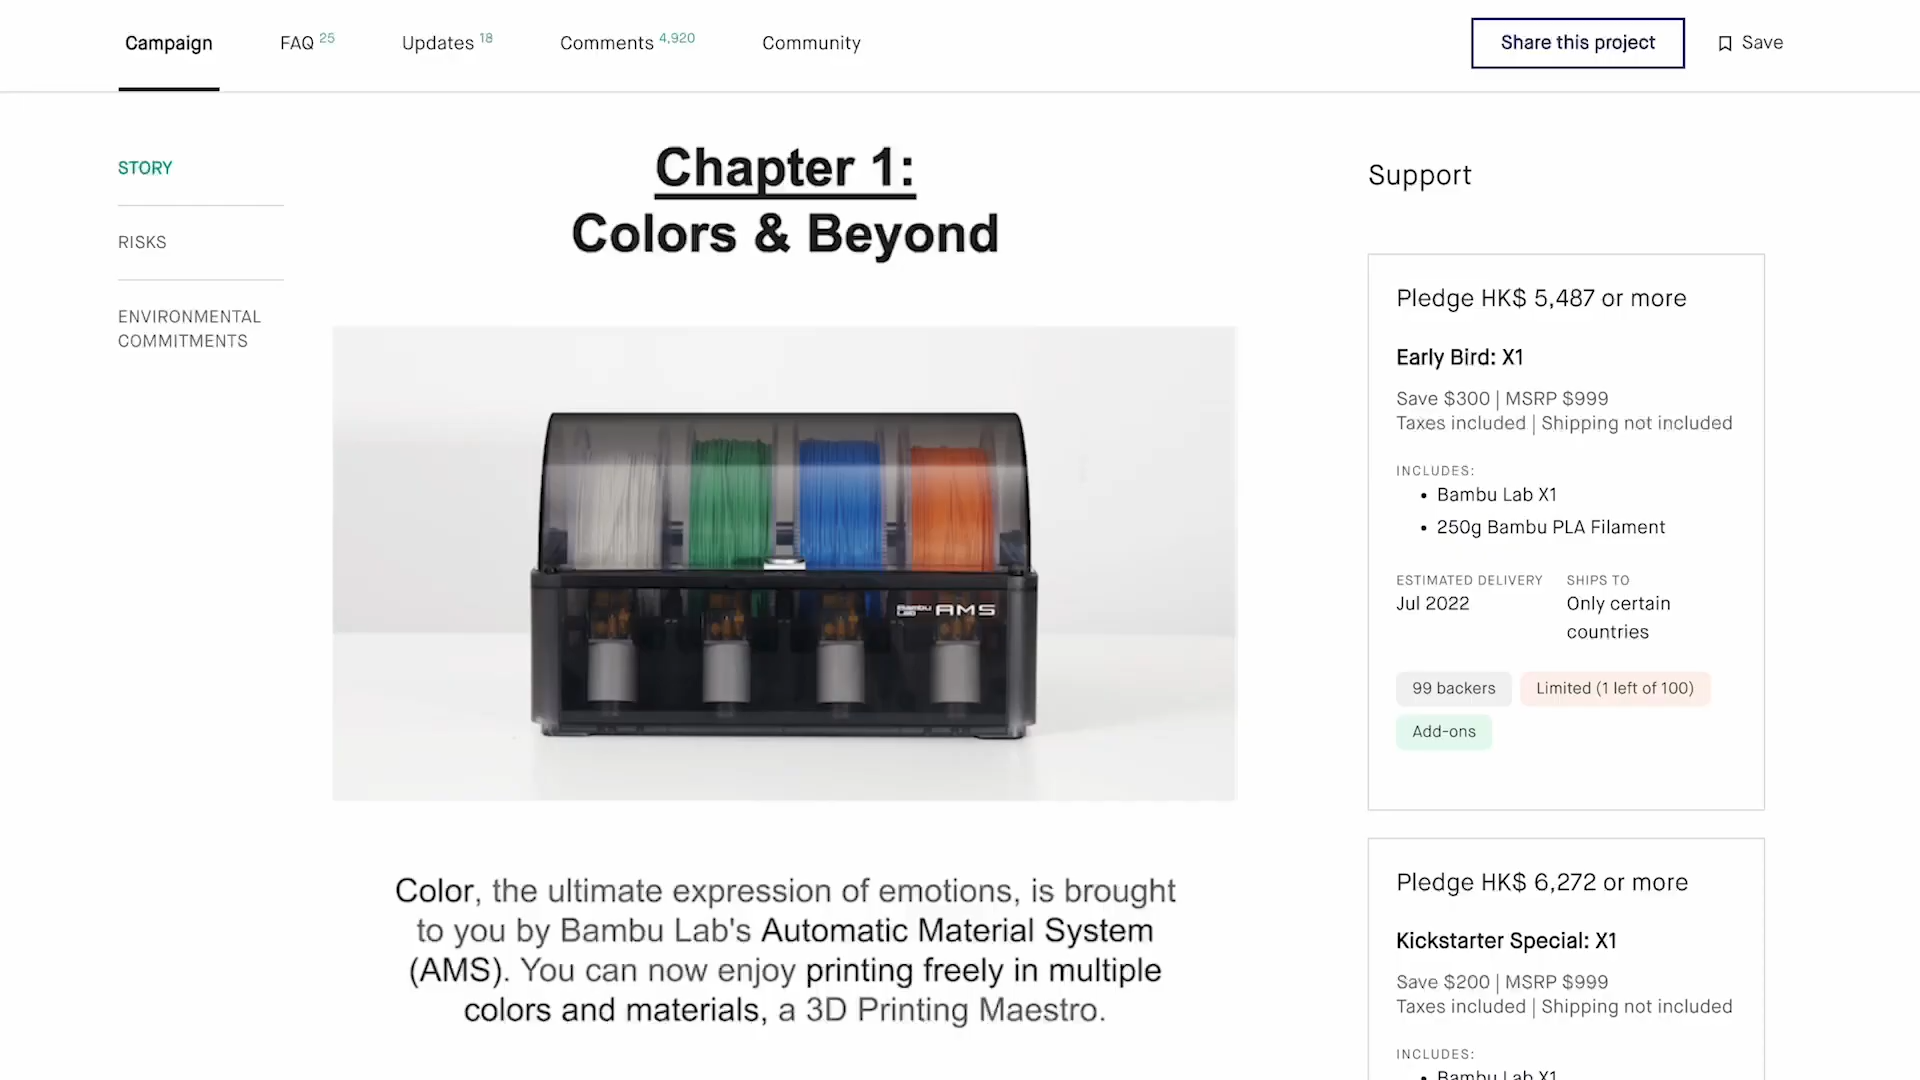 Campaign
FAQ 25
Updates 18
Comments 4,920
Community
Share this project
Save
STORY
RISKS
ENVIRONMENTAL
COMMITMENTS
Chapter 1:
Colors & Beyond
Bambu
Lab
AMS
Color, the ultimate expression of emotions, is brought
to you by Bambu Lab's Automatic Material System
(AMS). You can now enjoy printing freely in multiple
colors and materials, a 3D Printing Maestro.
Support
Pledge HK$ 5,487 or more
Early Bird: X1
Save $300 | MSRP $999
Taxes included | Shipping not included
INCLUDES:
• Bambu Lab X1
• 250g Bambu PLA Filament
ESTIMATED DELIVERY
Jul 2022
SHIPS TO
Only certain
countries
99 backers
Limited (1 left of 100)
Add-ons
Pledge HK$ 6,272 or more
Kickstarter Special: X1
Save $200 | MSRP $999
Taxes included | Shipping not included
INCLUDES:
• Bambu Lab X1